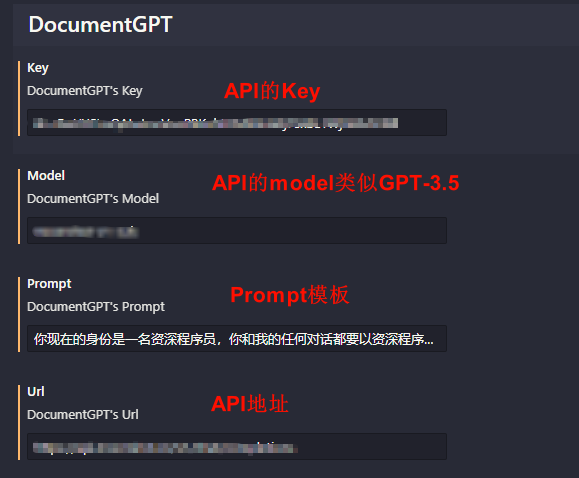 DocumentGPT
Key
DocumentGPT's Key
API的Key
Model
DocumentGPT's Model
API的model类似GPT-3.5
Prompt
DocumentGPT's Prompt
Prompt模板
你现在的身份是一名资深程序员，你和我的任何对话都要以资深程序...
Url
DocumentGPT's Url
API地址